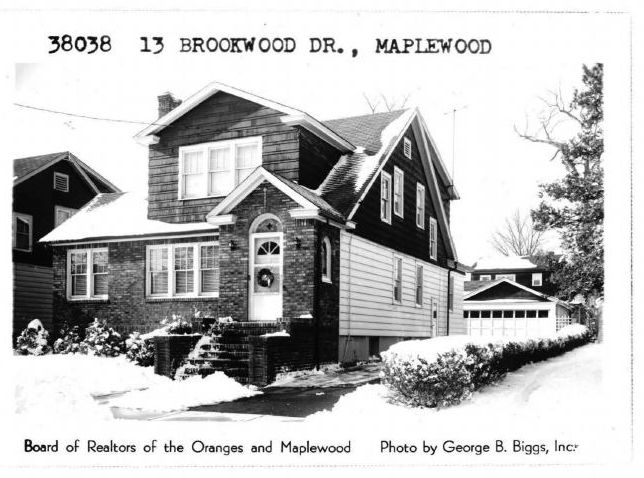 38038 13 BROOKWOOD DR., MAPLEWOOD
Board of Realtors of the Oranges and Maplewood Photo by George B. Biggs, Inc.